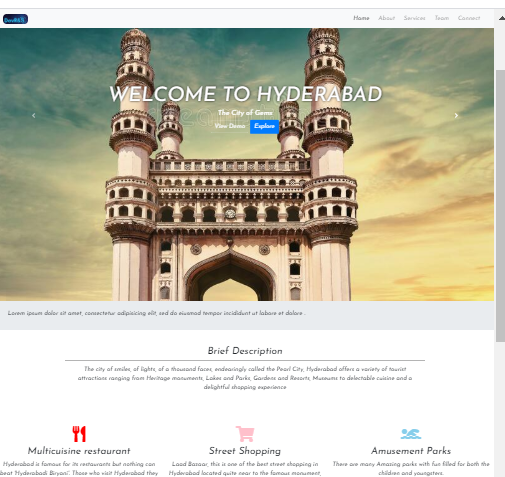 Home About Services Team Connect
WELCOME TO HYDERABAD
The City of Gems
View Demo Explore
Lorem ipsum dolor sit amet, consectetur adipisicing elit, sed do eiusmod tempor incididunt ut labore et dolore .
Brief Description
The city of smiles, of lights, of a thousand faces, endearingly called the Pearl City, Hyderabad offers a variety of tourist
attractions ranging from Heritage monuments, Lakes and Parks, Gardens and Resorts, Museums to delectable cuisine and a
delightful shopping experience
Multicuisine restaurant
Hyderabad is famous for its restaurants but nothing can
beat 'Hyderabadi Biryani'. Those who visit Hyderabad they
Street Shopping
Laad Bazaar, this is one of the best street shopping in
Hyderabad located quite near to the famous monument,
Amusement Parks
There are many Amazing parks with fun filled for both the
children and youngsters.